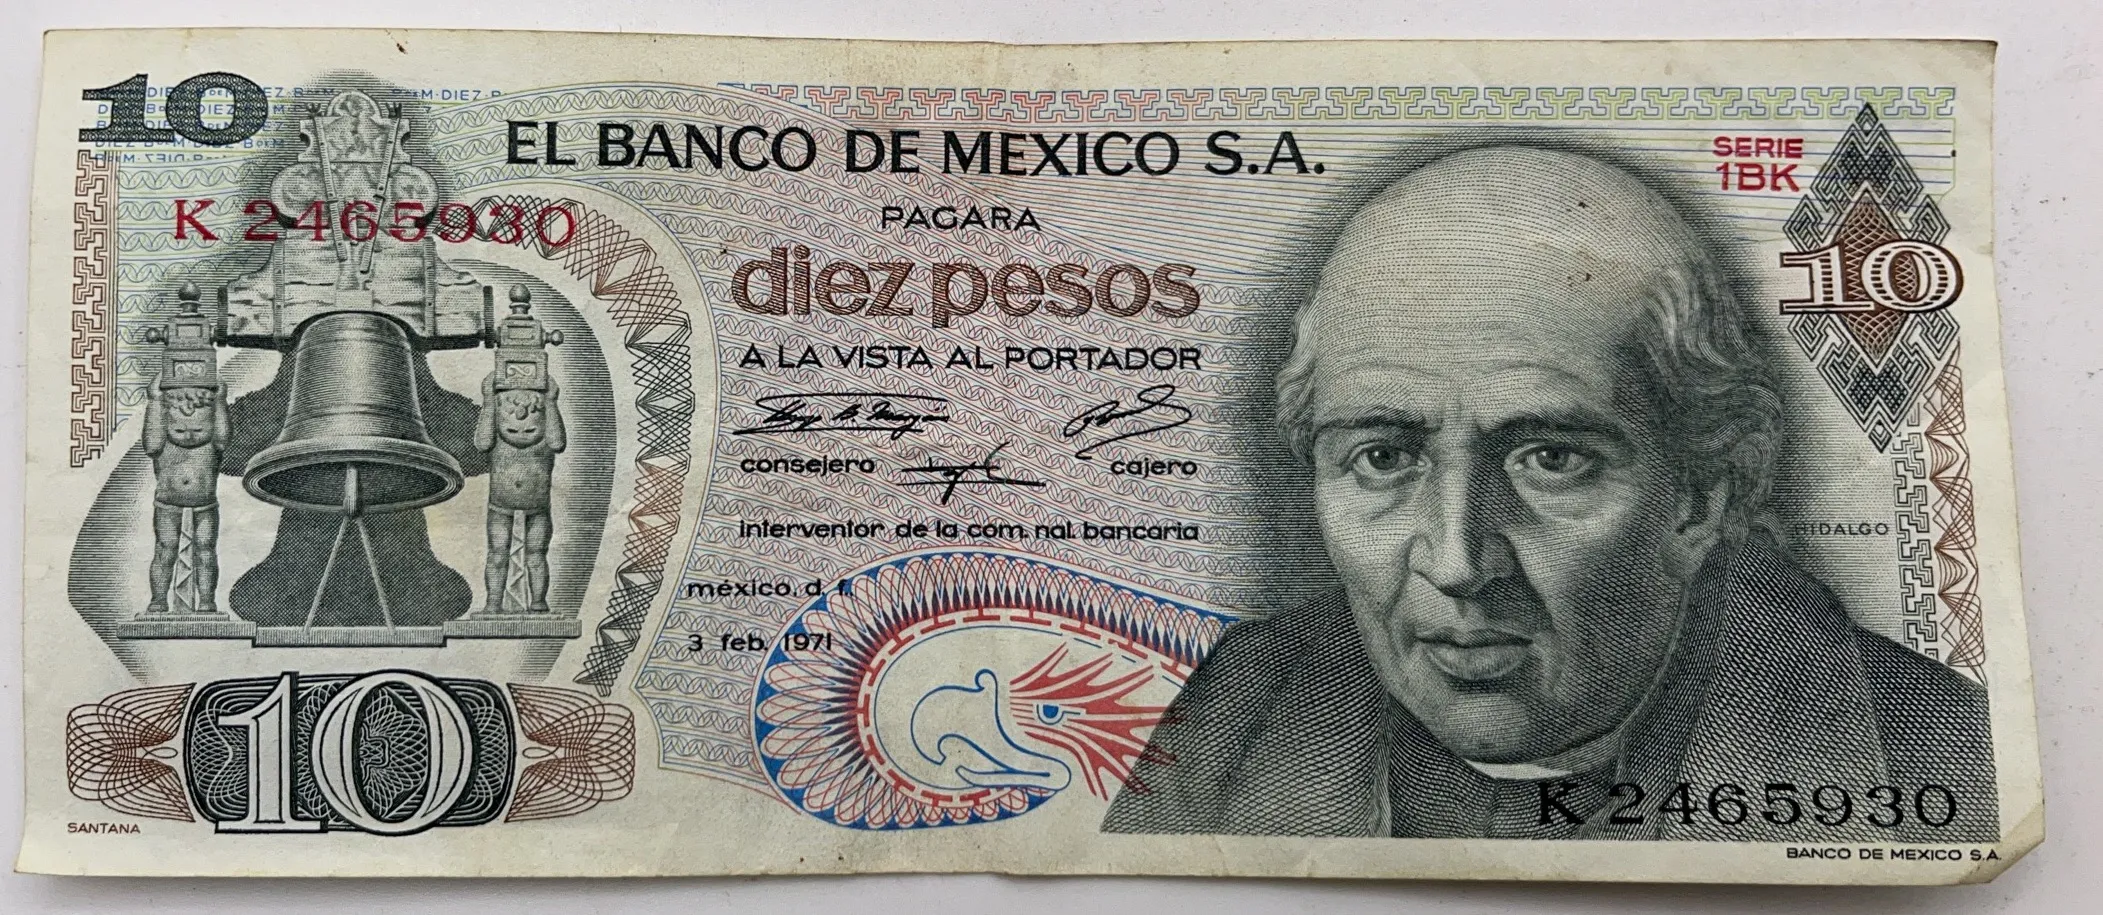 10
EL BANCO DE MEXICO S.A.
SERIE
1BK
K 2465930
PAGARA
diez pesos
10
A LA VISTA AL PORTADOR
consejero
cajero
interventor de la com. nal. bancaria
HIDALGO
méxico. d. f.
3 feb. 1971
10
K 2465930
SANTANA
BANCO DE MEXICO S.A.